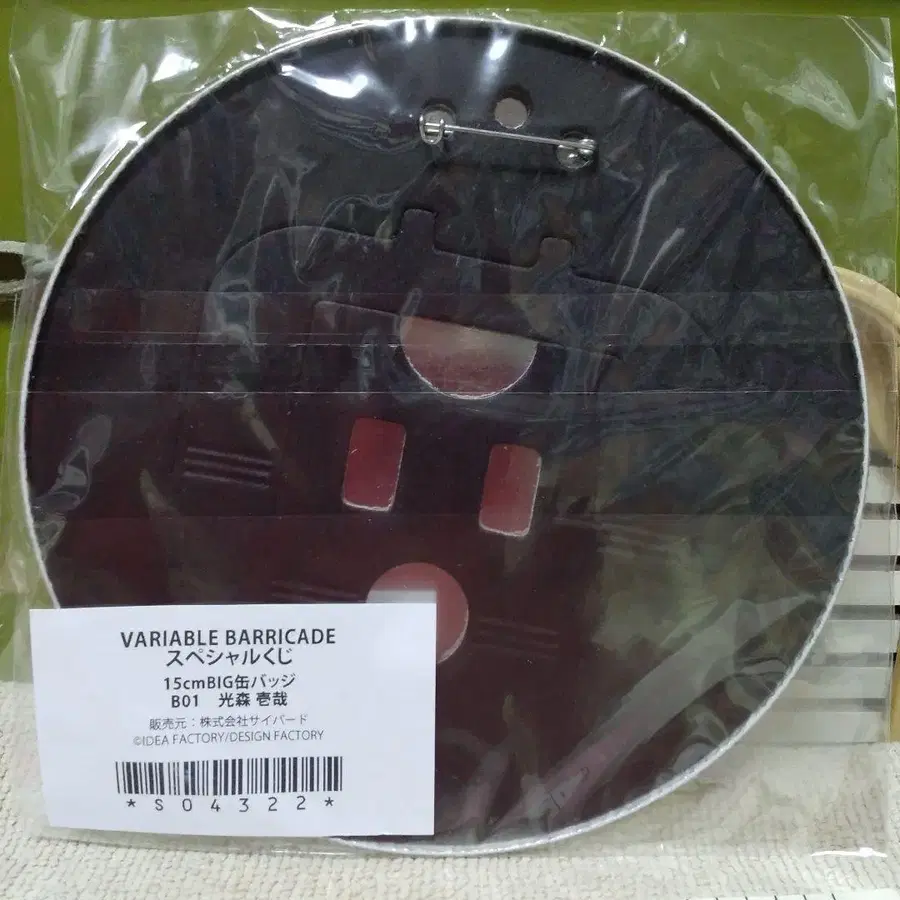 VARIABLE BARRICADE
スペシャルくじ
15cmBIG缶バッジ
B01 光森 壱哉
販売元：株式会社サイバード
©IDEA FACTORY/DESIGN FACTORY
*S04322*